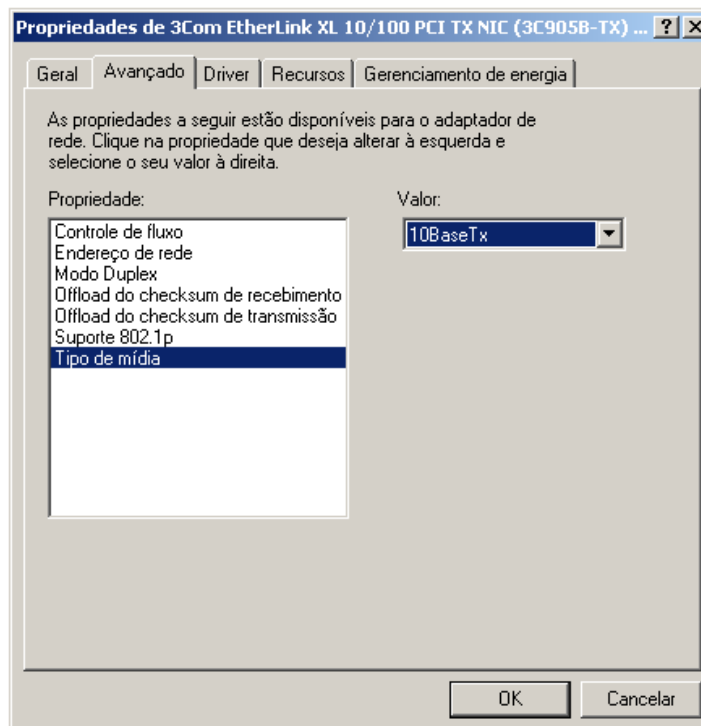 Propriedades de 3Com EtherLink XL 10/100 PCI TX NIC (3C905B-TX) ...
Geral Avançado Driver Recursos Gerenciamento de energia
As propriedades a seguir estão disponíveis para o adaptador de
rede. Clique na propriedade que deseja alterar à esquerda e
selecione o seu valor à direita.
Propriedade: Valor:
Controle de fluxo 10BaseTx
Endereço de rede
Modo Duplex
Offload do checksum de recebimento
Offload do checksum de transmissão
Suporte 802.1p
Tipo de mídia
OK Cancelar